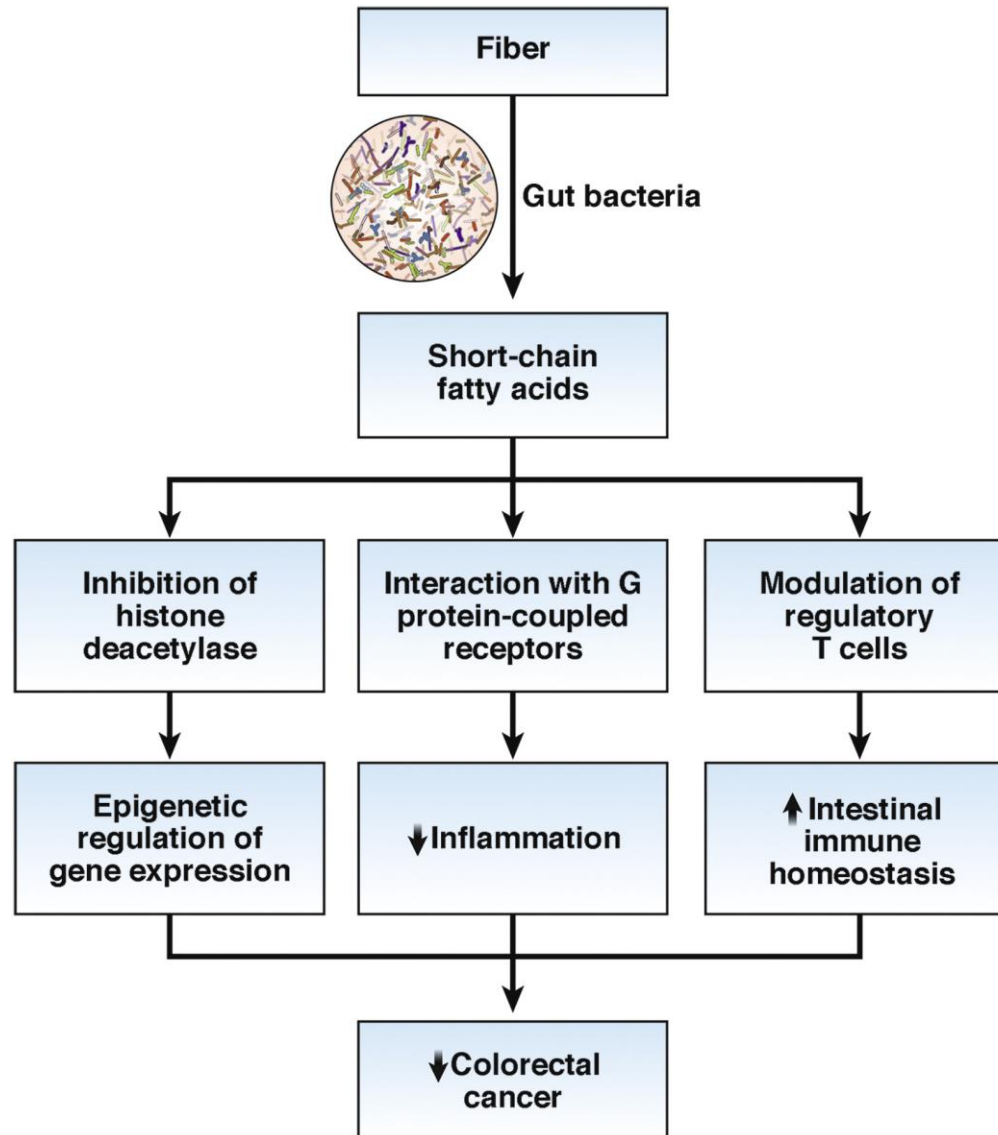 Fiber
Gut bacteria
Short-chain
fatty acids
Inhibition of
histone
deacetylase
Interaction with G
protein-coupled
receptors
Modulation of
regulatory
T cells
Epigenetic
regulation of
gene expression
↓Inflammation
↑Intestinal
immune
homeostasis
↓Colorectal
cancer